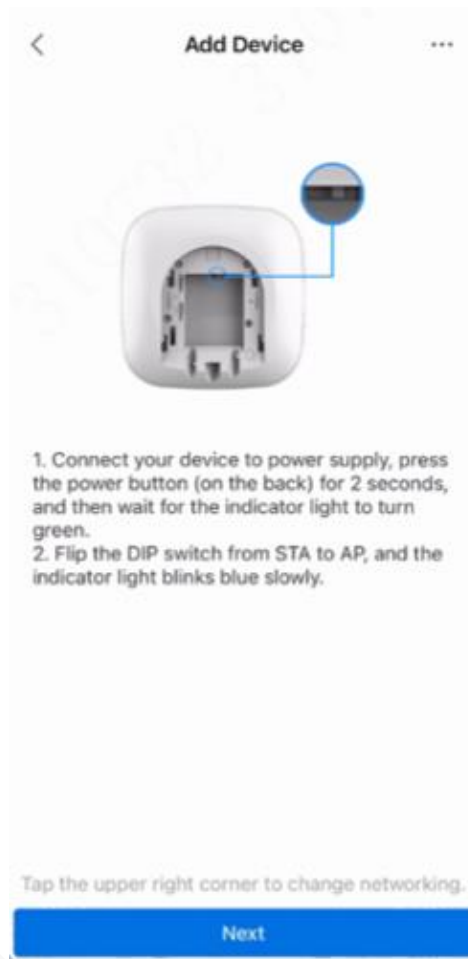 Add Device
1. Connect your device to power supply, press
the power button (on the back) for 2 seconds,
and then wait for the indicator light to turn
green.
2. Flip the DIP switch from STA to AP, and the
indicator light blinks blue slowly.
Tap the upper right corner to change networking.
Next